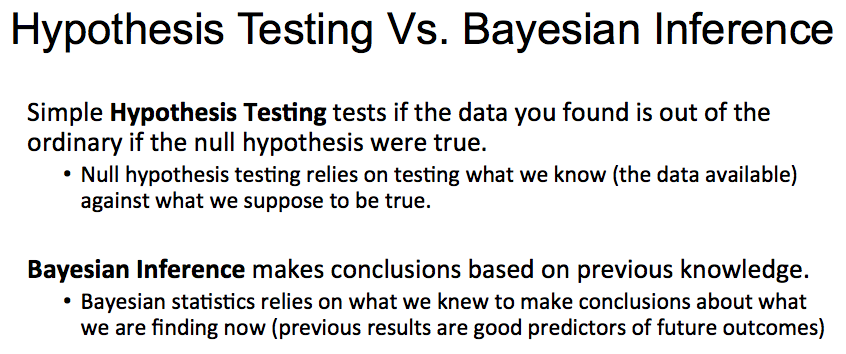 Hypothesis Testing Vs. Bayesian Inference
Simple Hypothesis Testing tests if the data you found is out of the
ordinary if the null hypothesis were true.
• Null hypothesis testing relies on testing what we know (the data available)
against what we suppose to be true.
Bayesian Inference makes conclusions based on previous knowledge.
• Bayesian statistics relies on what we knew to make conclusions about what
we are finding now (previous results are good predictors of future outcomes)